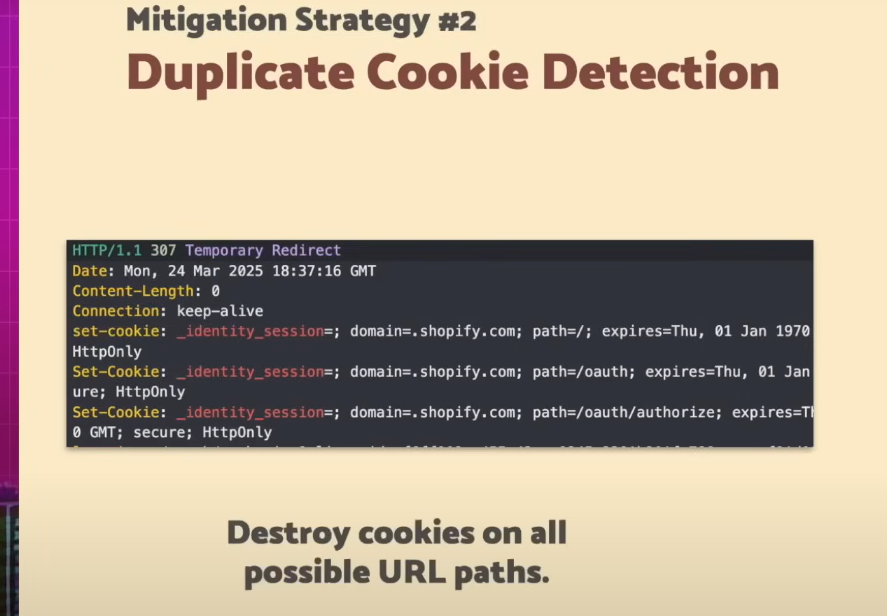 Mitigation Strategy #2
Duplicate Cookie Detection
HTTP/1.1 307 Temporary Redirect
Date: Mon, 24 Mar 2025 18:37:16 GMT
Content-Length: 0
Connection: keep-alive
set-cookie: _identity_session=; domain=.shopify.com; path=/; expires=Thu, 01 Jan 1970
HttpOnly
Set-Cookie: _identity_session=; domain=.shopify.com; path=/oauth; expires=Thu, 01 Jan
ure; HttpOnly
Set-Cookie: _identity_session=; domain=.shopify.com; path=/oauth/authorize; expires=Th
0 GMT; secure; HttpOnly
Destroy cookies on all
possible URL paths.